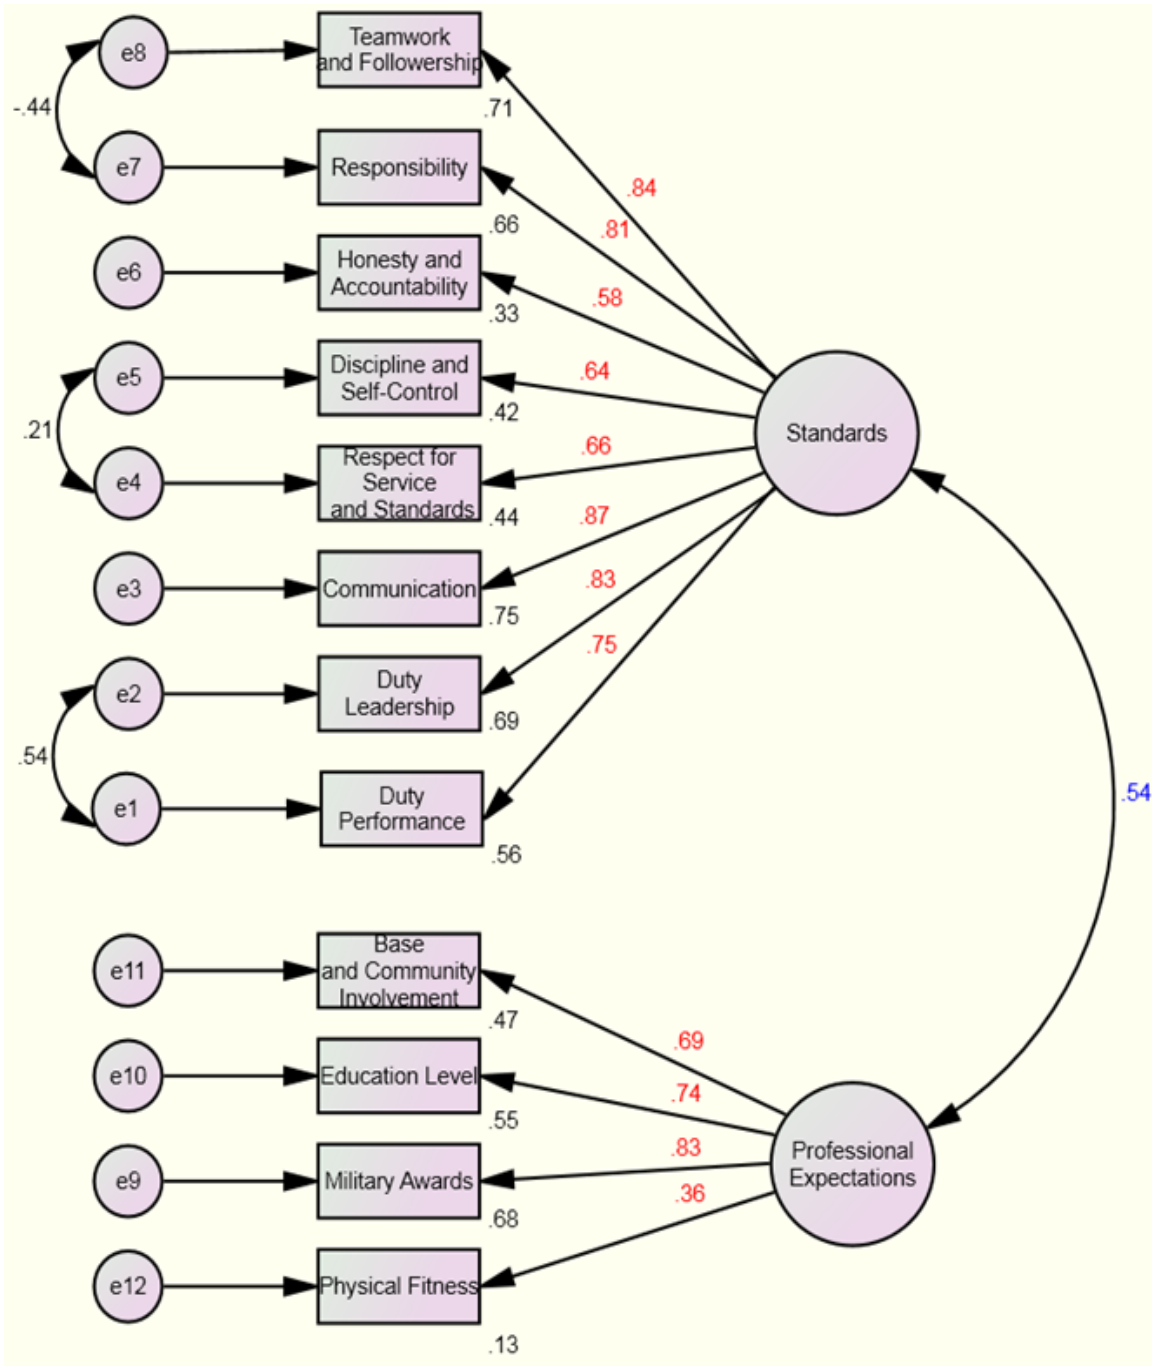 e8
Teamwork
and Followership
-.44
.71
e7
Responsibility
.84
.66
.81
e6
Honesty and
Accountability
.58
.33
e5
Discipline and
Self-Control
.64
.42
.21
Standards
e4
Respect for
Service
and Standards
.66
.44
.87
e3
Communication
.83
.75
.75
e2
Duty
Leadership
.69
.54
e1
Duty
Performance
.54
.56
e11
Base
and Community
Involvement
.47
.69
e10
Education Level
.74
.55
Professional
Expectations
.83
e9
Military Awards
.36
.68
e12
Physical Fitness
.13